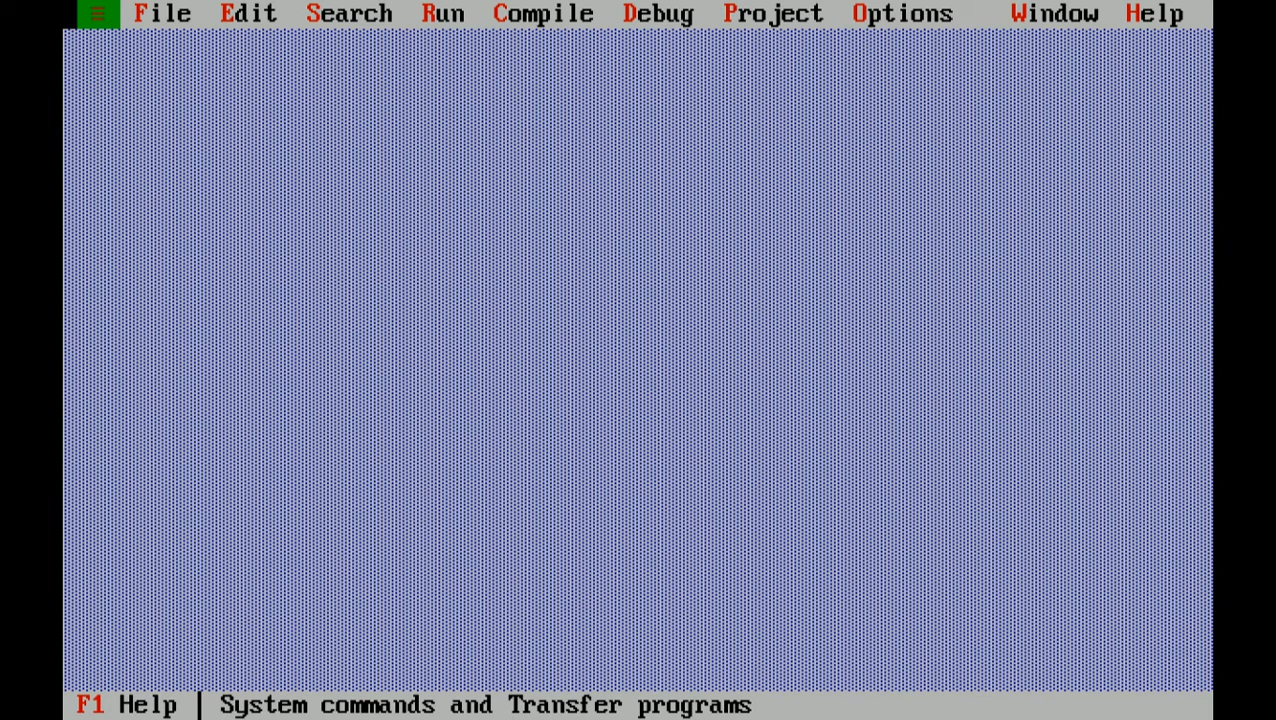 ≡ File Edit Search Run Compile Debug Project Options Window Help
F1 Help | System commands and Transfer programs